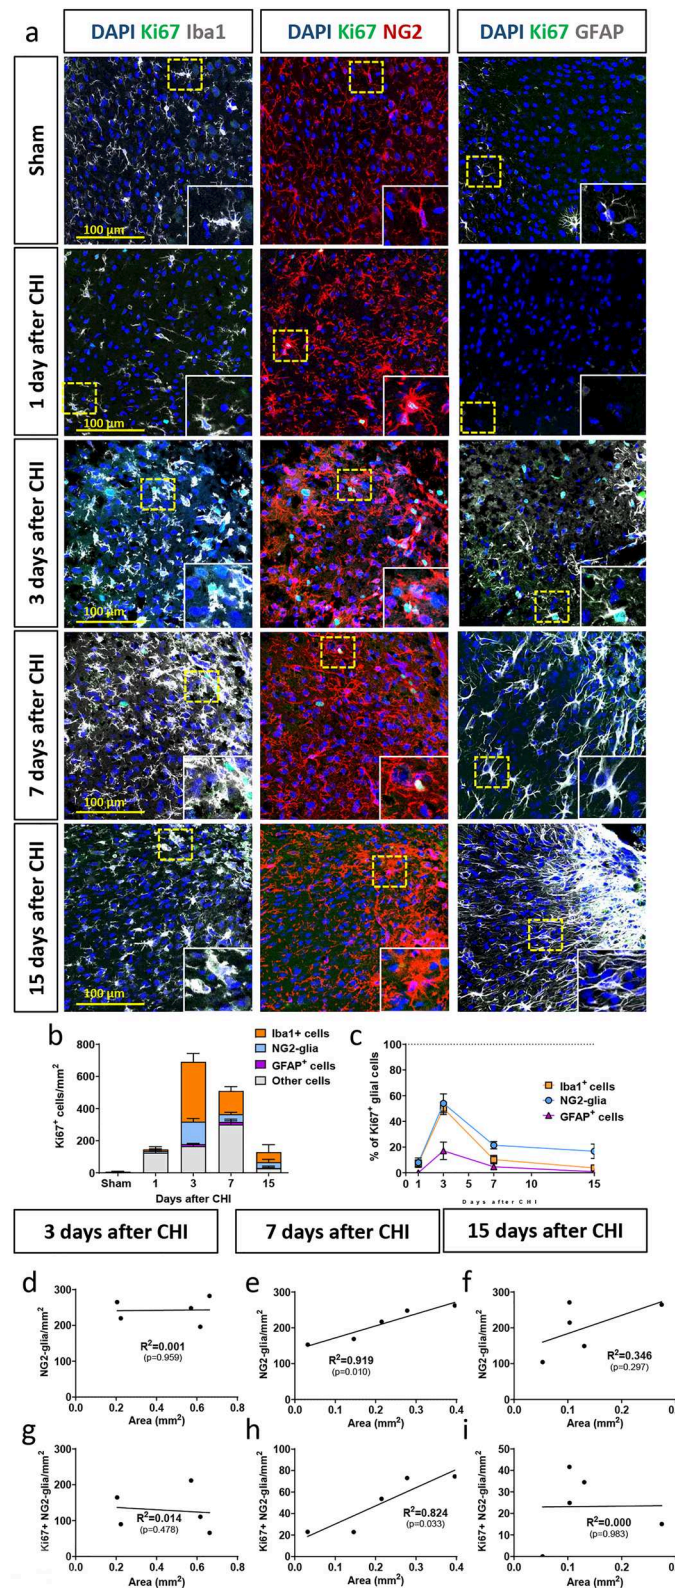 a
DAPI Ki67 Iba1
DAPI Ki67 NG2
DAPI Ki67 GFAP
Sham
100 µm
1 day after CHI
100 µm
3 days after CHI
100 µm
7 days after CHI
100 µm
15 days after CHI
100 µm
b
Ki67+ cells/mm2
800
600
400
200
0
Sham 1 3 7 15
Days after CHI
Iba1+ cells
NG2-glia
GFAP+ cells
Other cells
c
% of Ki67+ glial cells
100
80
60
40
20
0
0 1 3 5 7 10 15
Days after CHI
Iba1+ cells
NG2-glia
GFAP+ cells
3 days after CHI
7 days after CHI
15 days after CHI
d
NG2-glia/mm2
300
200
100
0
0.0 0.2 0.4 0.6 0.8
Area (mm2)
R2=0.001
(p=0.959)
e
NG2-glia/mm2
300
200
100
0
0.0 0.1 0.2 0.3 0.4
Area (mm2)
R2=0.919
(p=0.010)
f
NG2-glia/mm2
300
200
100
0
0.0 0.1 0.2 0.3
Area (mm2)
R2=0.346
(p=0.297)
g
Ki67+ NG2-glia/mm2
300
200
100
0
0.0 0.2 0.4 0.6 0.8
Area (mm2)
R2=0.014
(p=0.478)
h
Ki67+ NG2-glia/mm2
100
80
60
40
20
0
0.0 0.1 0.2 0.3 0.4
Area (mm2)
R2=0.824
(p=0.033)
i
Ki67+ NG2-glia/mm2
50
40
30
20
10
0
0.0 0.1 0.2 0.3
Area (mm2)
R2=0.000
(p=0.983)